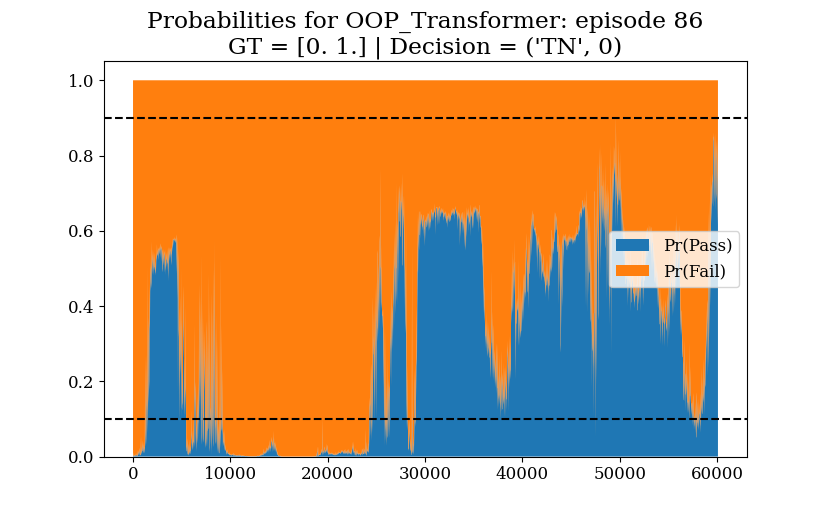 Probabilities for OOP_Transformer: episode 86
GT = [0. 1.] | Decision = ('TN', 0)
1.0
0.8
0.6
0.4
0.2
0.0
Pr(Pass)
Pr(Fail)
0 10000 20000 30000 40000 50000 60000